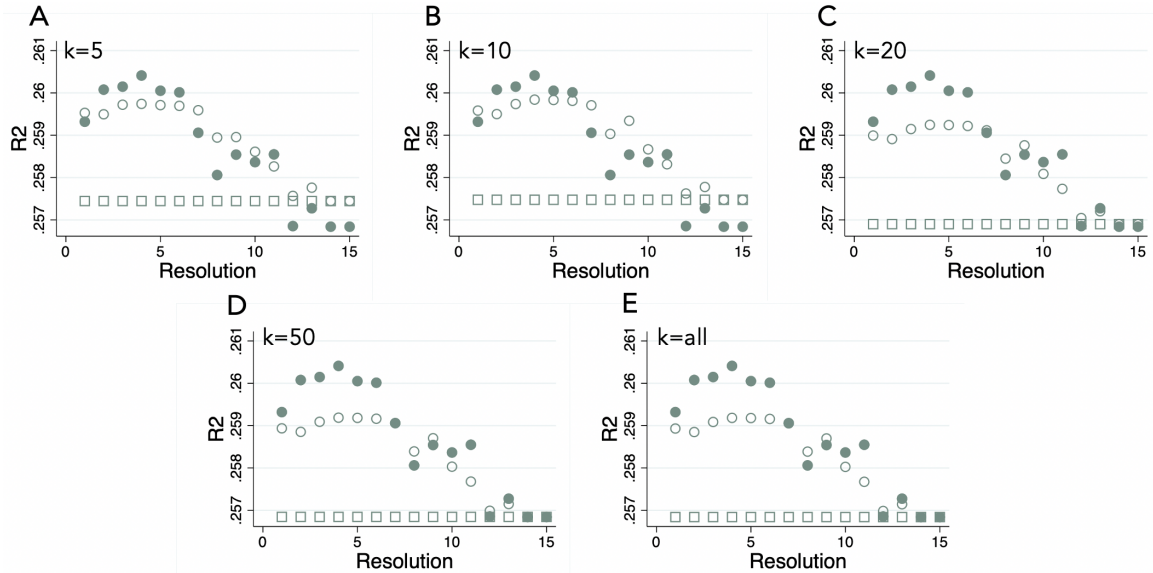 A
k=5
R2
.257 .258 .259 .26 .261
0 5 10 15
Resolution
B
k=10
R2
.257 .258 .259 .26 .261
0 5 10 15
Resolution
C
k=20
R2
.257 .258 .259 .26 .261
0 5 10 15
Resolution
D
k=50
R2
.257 .258 .259 .26 .261
0 5 10 15
Resolution
E
k=all
R2
.257 .258 .259 .26 .261
0 5 10 15
Resolution